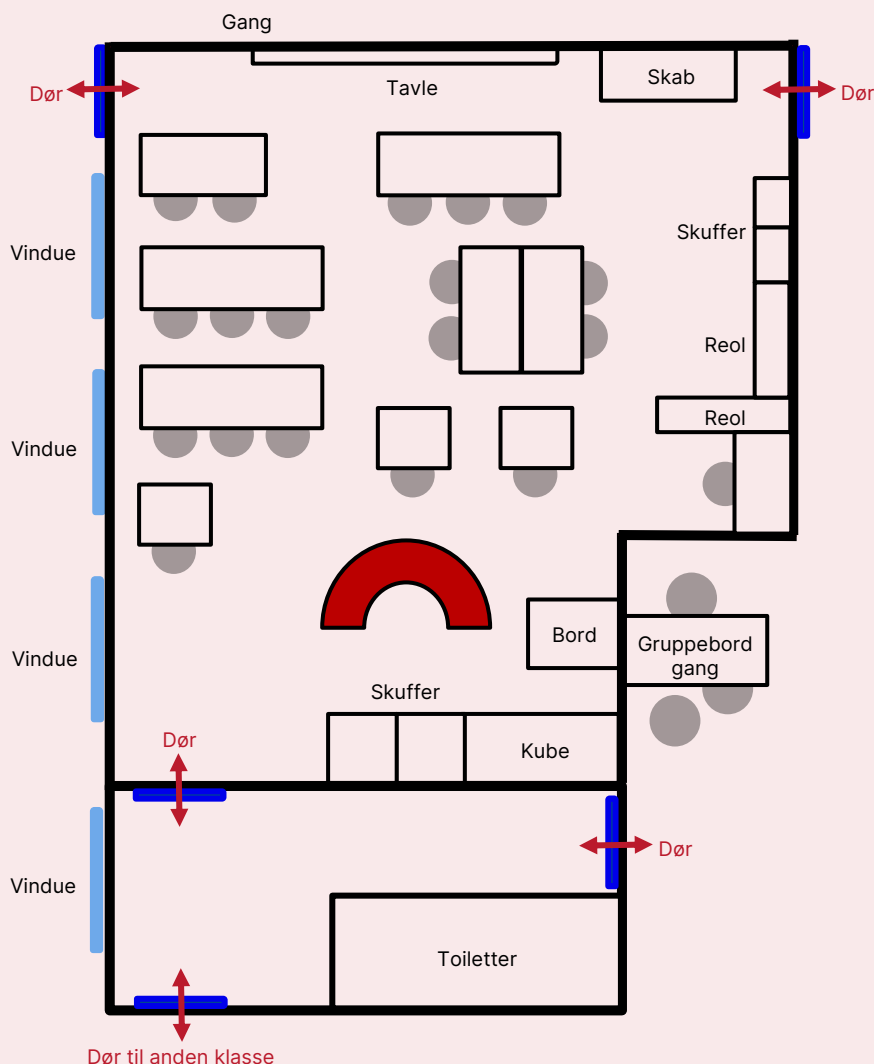 Gang
Tavle
Skab
Dør
Dør
Vindue
Skuffer
Reol
Reol
Vindue
Bord
Gruppebord
gang
Vindue
Skuffer
Dør
Kube
Dør
Vindue
Toiletter
Dør til anden klasse